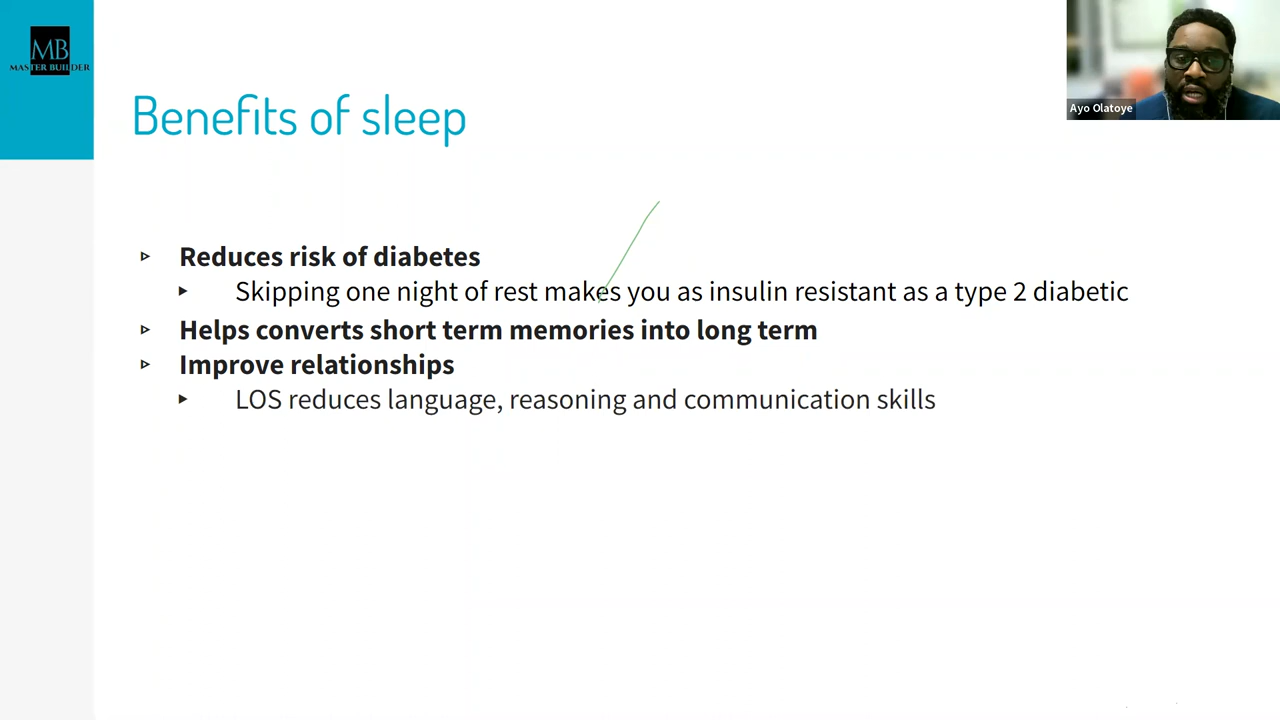 MB
MASTER BUILDER
Ayo Olatoye
Benefits of sleep
Reduces risk of diabetes
Skipping one night of rest makes you as insulin resistant as a type 2 diabetic
Helps converts short term memories into long term
Improve relationships
LOS reduces language, reasoning and communication skills